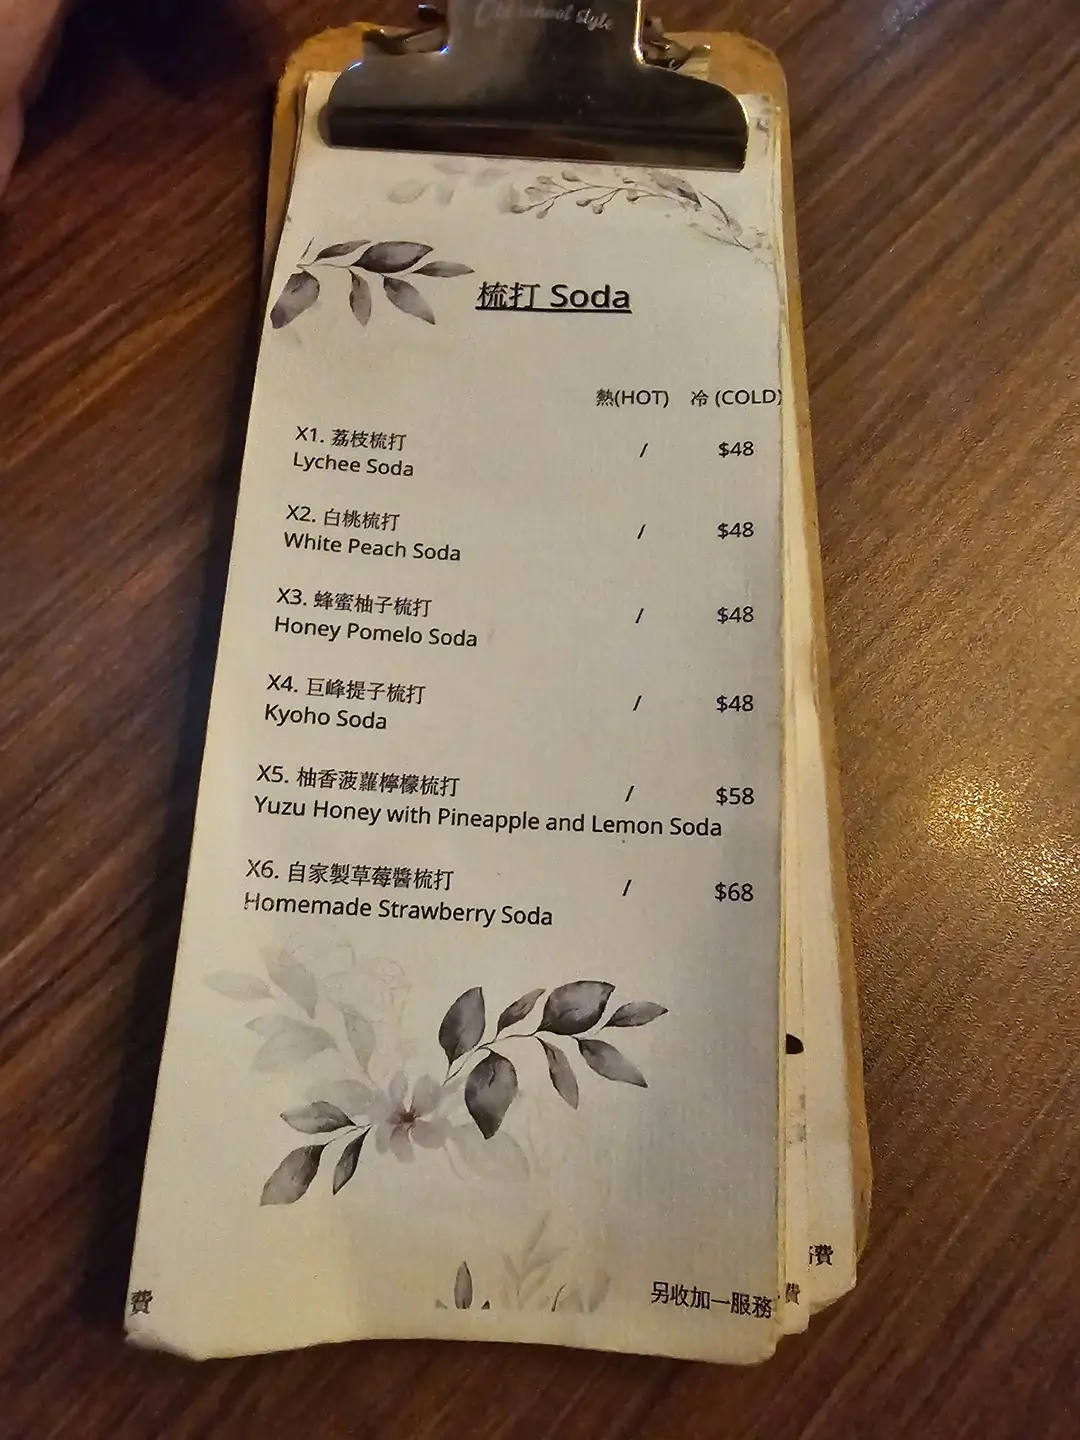 Old school style
梳打 Soda
熱(HOT) 冷 (COLD)
X1. 荔枝梳打
Lychee Soda / $48
X2. 白桃梳打
White Peach Soda / $48
X3. 蜂蜜柚子梳打
Honey Pomelo Soda / $48
X4. 巨峰提子梳打
Kyoho Soda / $48
X5. 柚香菠蘿檸檬梳打 / $58
Yuzu Honey with Pineapple and Lemon Soda
X6. 自家製草莓醬梳打 / $68
Homemade Strawberry Soda
另收加一服務
費
費
費